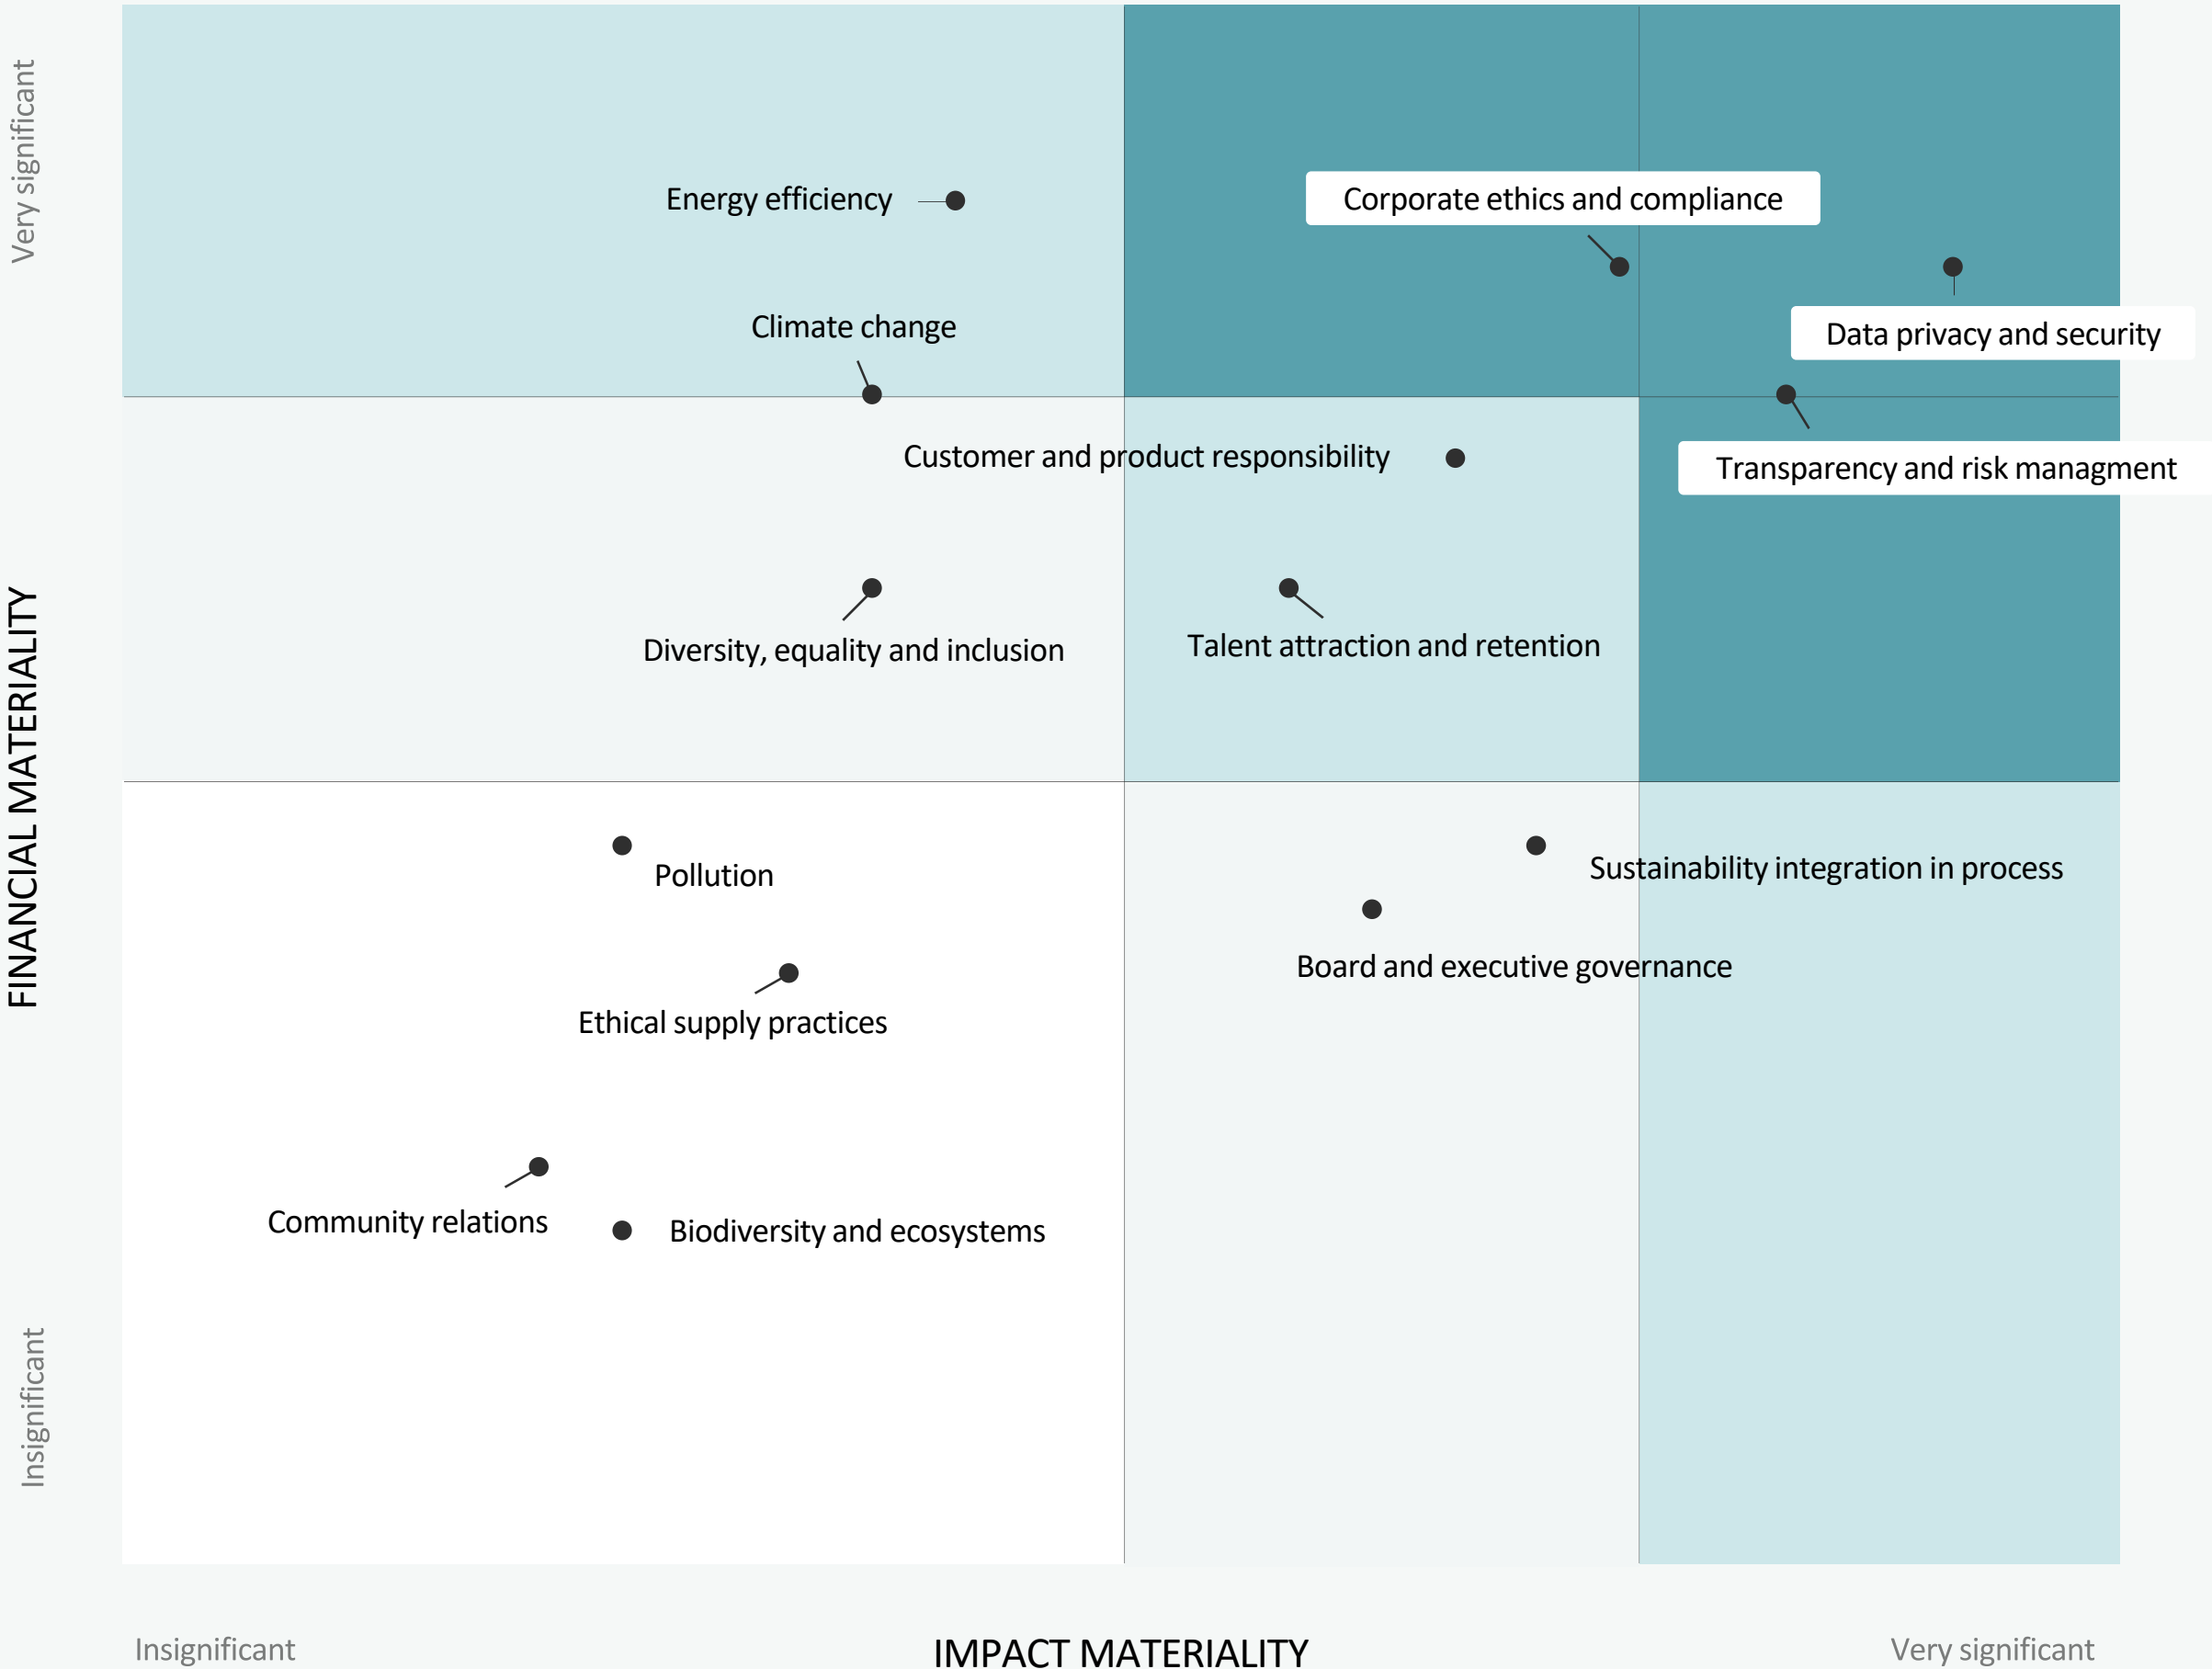 Very significant
Energy efficiency
Corporate ethics and compliance
Climate change
Data privacy and security
Customer and product responsibility
Transparency and risk managment
Diversity, equality and inclusion
Talent attraction and retention
FINANCIAL MATERIALITY
Pollution
Sustainability integration in process
Board and executive governance
Ethical supply practices
Community relations
Biodiversity and ecosystems
Insignificant
Insignificant
IMPACT MATERIALITY
Very significant